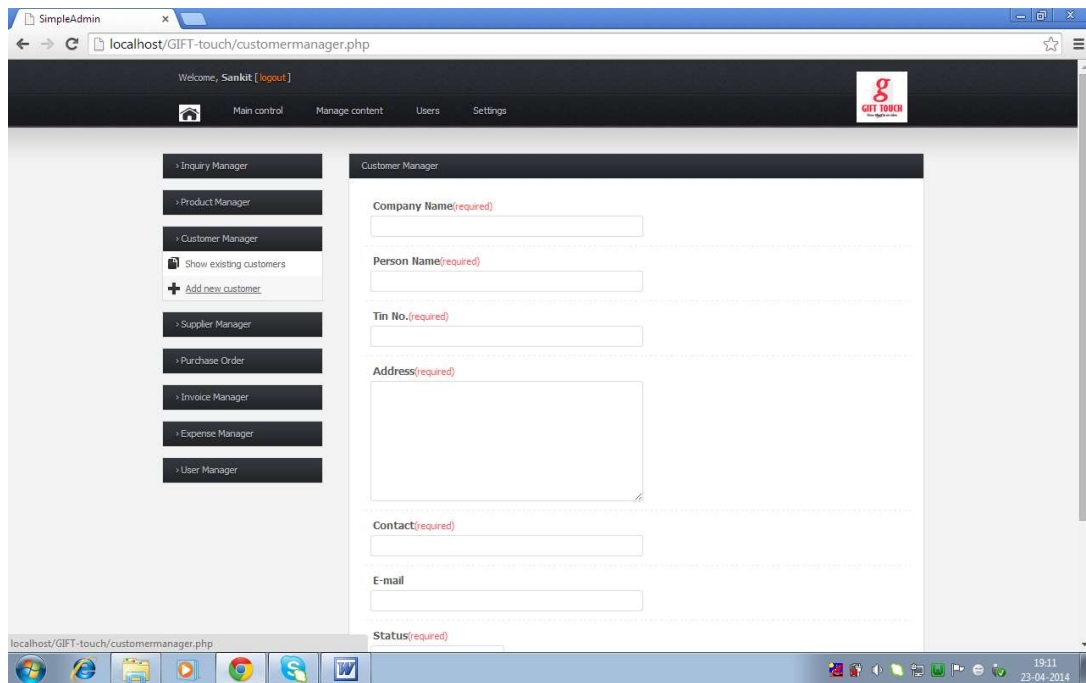 SimpleAdmin
localhost/GIFT-touch/customermanager.php
Welcome, Sankit [ logout ]
g
GIFT TOUCH
Main control Manage content Users Settings
› Inquiry Manager
› Product Manager
› Customer Manager
Show existing customers
Add new customer
› Supplier Manager
› Purchase Order
› Invoice Manager
› Expense Manager
› User Manager
Customer Manager
Company Name(required)
Person Name(required)
Tin No.(required)
Address(required)
Contact(required)
E-mail
Status(required)
localhost/GIFT-touch/customermanager.php
19:11
23-04-2014